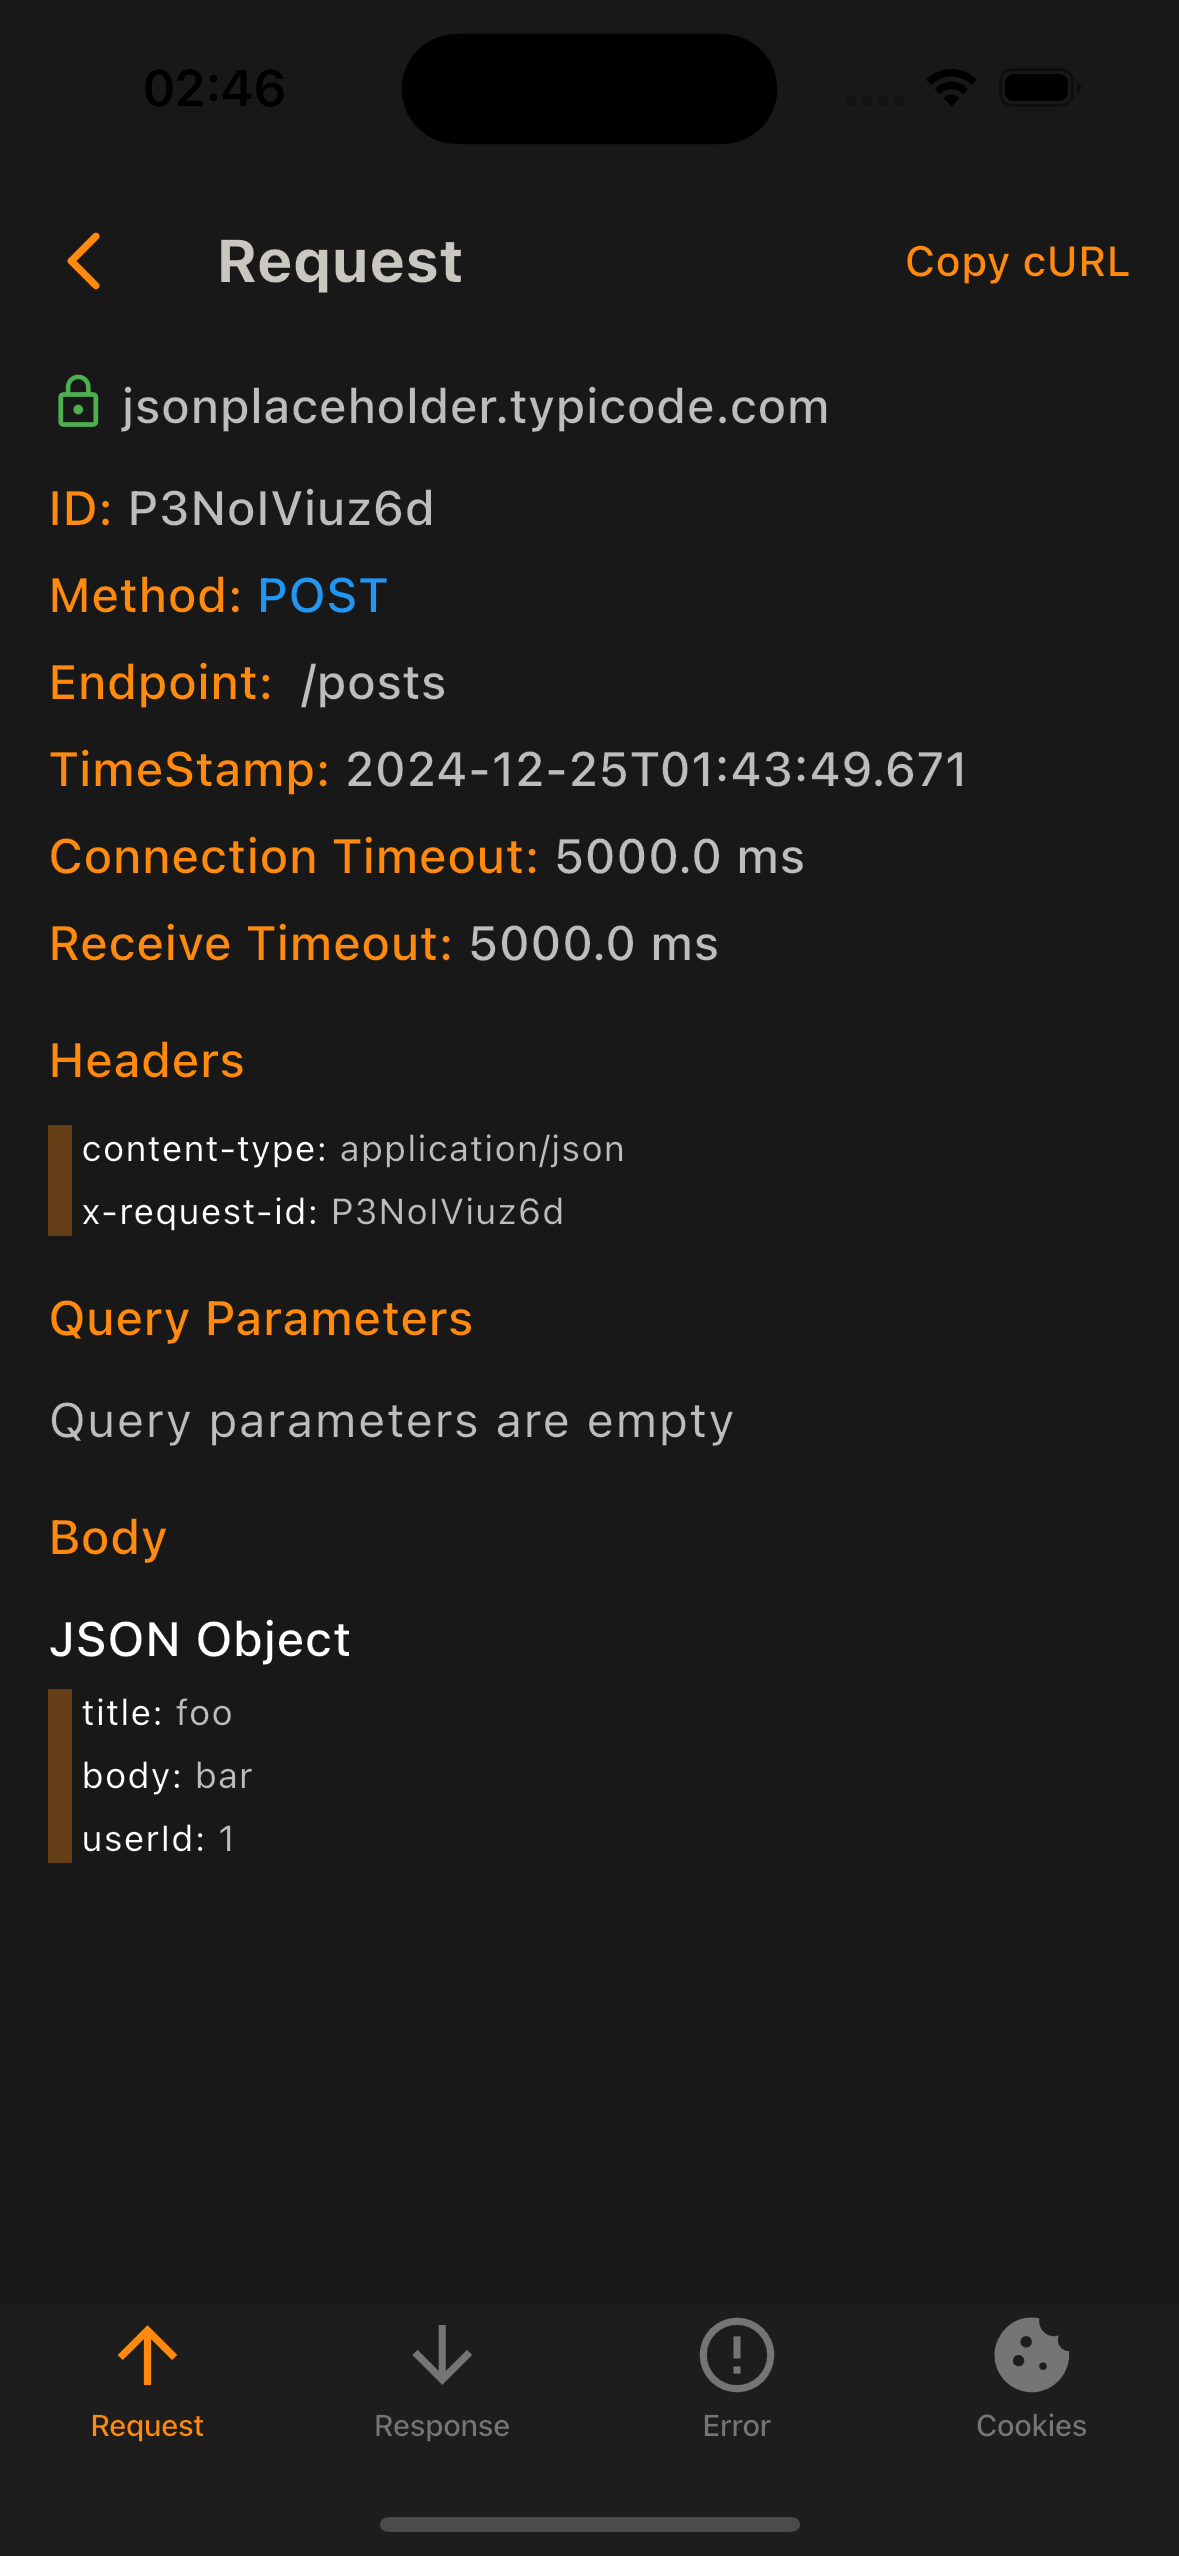 02:46
Request
Copy cURL
jsonplaceholder.typicode.com
ID: P3NoIViuz6d
Method: POST
Endpoint:  /posts
TimeStamp: 2024-12-25T01:43:49.671
Connection Timeout: 5000.0 ms
Receive Timeout: 5000.0 ms
Headers
content-type: application/json
x-request-id: P3NoIViuz6d
Query Parameters
Query parameters are empty
Body
JSON Object
title: foo
body: bar
userId: 1
Request
Response
Error
Cookies